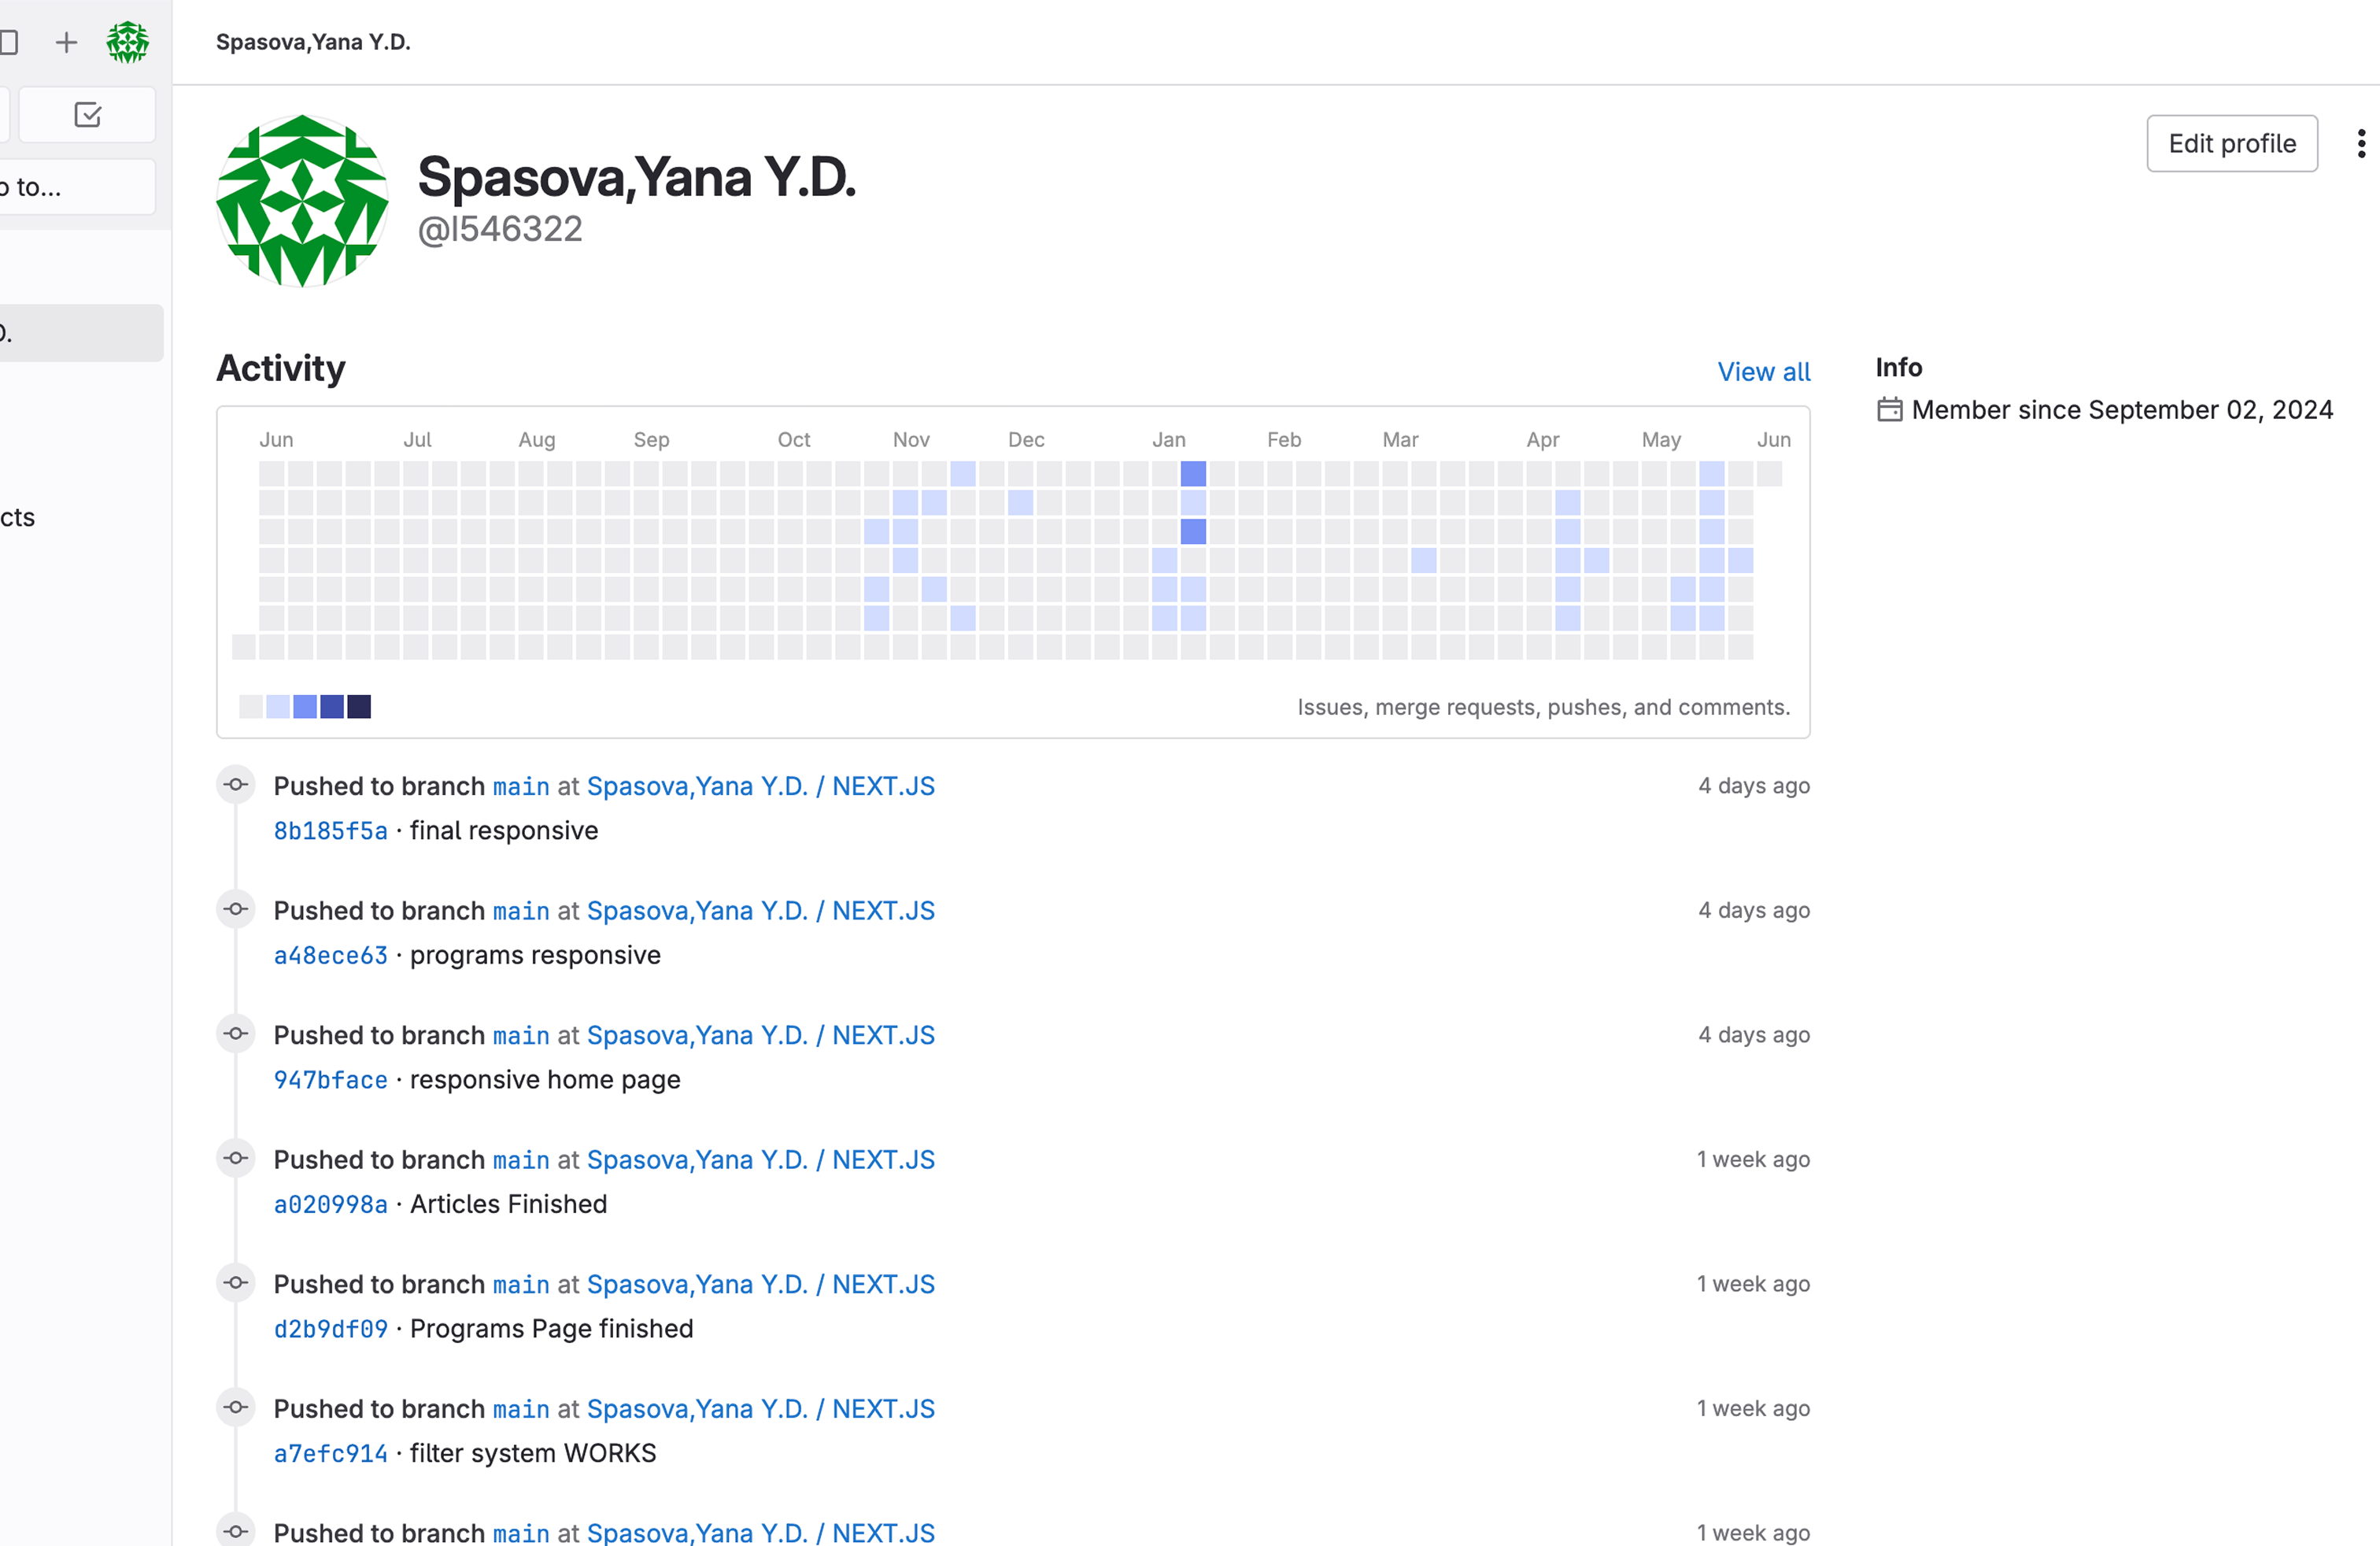 Spasova,Yana Y.D.
Spasova,Yana Y.D.
@I546322
Edit profile
o to...
D.
cts
Activity
View all
Info
Member since September 02, 2024
Jun Jul Aug Sep Oct Nov Dec Jan Feb Mar Apr May Jun
Issues, merge requests, pushes, and comments.
Pushed to branch main at Spasova,Yana Y.D. / NEXT.JS 4 days ago
8b185f5a · final responsive
Pushed to branch main at Spasova,Yana Y.D. / NEXT.JS 4 days ago
a48ece63 · programs responsive
Pushed to branch main at Spasova,Yana Y.D. / NEXT.JS 4 days ago
947bface · responsive home page
Pushed to branch main at Spasova,Yana Y.D. / NEXT.JS 1 week ago
a020998a · Articles Finished
Pushed to branch main at Spasova,Yana Y.D. / NEXT.JS 1 week ago
d2b9df09 · Programs Page finished
Pushed to branch main at Spasova,Yana Y.D. / NEXT.JS 1 week ago
a7efc914 · filter system WORKS
Pushed to branch main at Spasova,Yana Y.D. / NEXT.JS 1 week ago